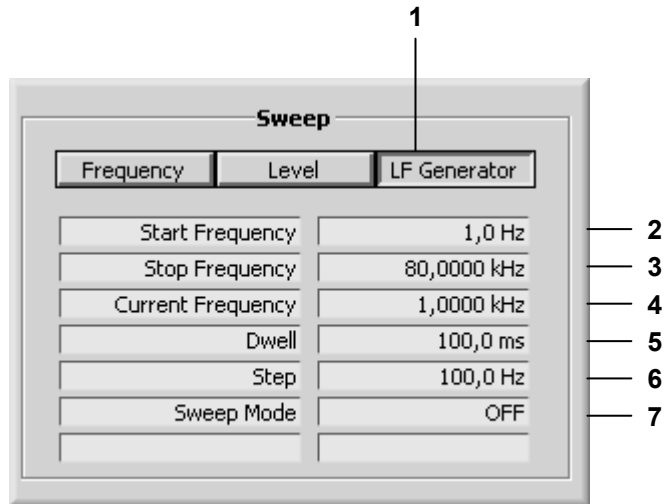 1
Sweep
Frequency Level LF Generator
Start Frequency 1,0 Hz 2
Stop Frequency 80,0000 kHz 3
Current Frequency 1,0000 kHz 4
Dwell 100,0 ms 5
Step 100,0 Hz 6
Sweep Mode OFF 7